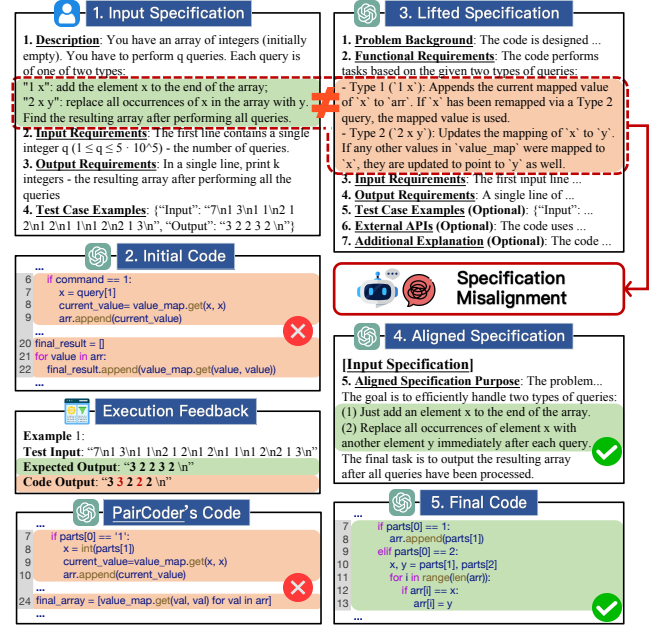 1. Input Specification
1. Description: You have an array of integers (initially
empty). You have to perform q queries. Each query
is of one of two types:
"1 x": add the element x to the end of the array;
"2 x y": replace all occurrences of x in the array with y.
Find the resulting array after performing all queries.
2. Input Requirements: The first line contains a single
integer q (1 ≤ q ≤ 5 · 10^5) - the number of queries.
3. Output Requirements: In a single line, print k
integers - the resulting array after performing all the
queries
4. Test Case Examples: {“Input”: “7\n1 3\n1 1\n2 1
2\n1 2\n1 1\n1 2\n2 1 3\n”, “Output”: “3 2 2 3 2 \n”}
2. Initial Code
...
6 if command == 1:
7 x = query[1]
8 current_value= value_map.get(x, x)
9 arr.append(current_value)
...
20 final_result = []
21 for value in arr:
22 final_result.append(value_map.get(value, value))
...
Execution Feedback
Example 1:
Test Input: “7\n1 3\n1 1\n2 1 2\n1 2\n1 1\n1 2\n2 1 3\n”
Expected Output: “3 2 2 3 2 \n”
Code Output: “3 3 2 2 2 \n”
PairCoder's Code
...
7 if parts[0] == '1':
8 x = int(parts[1])
9 current_value=value_map.get(x, x)
10 arr.append(current_value)
...
24 final_array = [value_map.get(val, val) for val in arr]
...
≠
3. Lifted Specification
1. Problem Background: The code is designed ...
2. Functional Requirements: The code performs
tasks based on the given two types of queries:
- Type 1 (`1 x`): Appends the current mapped value
of `x` to `arr`. If `x` has been remapped via a Type 2
query, the mapped value is used.
- Type 2 (`2 x y`): Updates the mapping of `x` to `y`.
If any other values in `value_map` were mapped to
`x`, they are updated to point to `y` as well.
3. Input Requirements: The first input line ...
4. Output Requirements: A single line of ...
5. Test Case Examples (Optional): {“Input”: ...
6. External APIs (Optional): The code uses ...
7. Additional Explanation (Optional): The code ...
Specification
Misalignment
4. Aligned Specification
[Input Specification]
5. Aligned Specification Purpose: The problem...
The goal is to efficiently handle two types of queries:
(1) Just add an element x to the end of the array.
(2) Replace all occurrences of element x with
another element y immediately after each query.
The final task is to output the resulting array
after all queries have been processed.
5. Final Code
...
7 if parts[0] == 1:
8 arr.append(parts[1])
9 elif parts[0] == 2:
10 x, y = parts[1], parts[2]
11 for i in range(len(arr)):
12 if arr[i] == x:
13 arr[i] = y
...